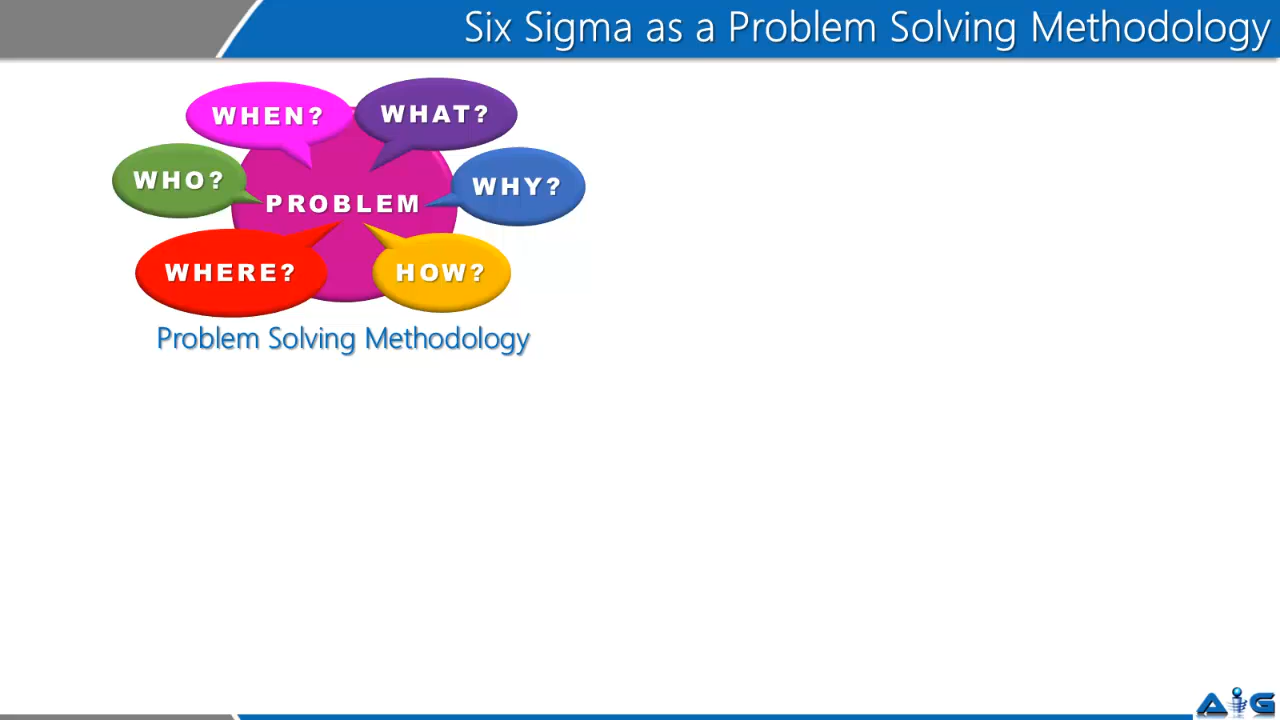 Six Sigma as a Problem Solving Methodology
WHEN?
WHAT?
WHO?
WHY?
PROBLEM
WHERE?
HOW?
Problem Solving Methodology
AiG